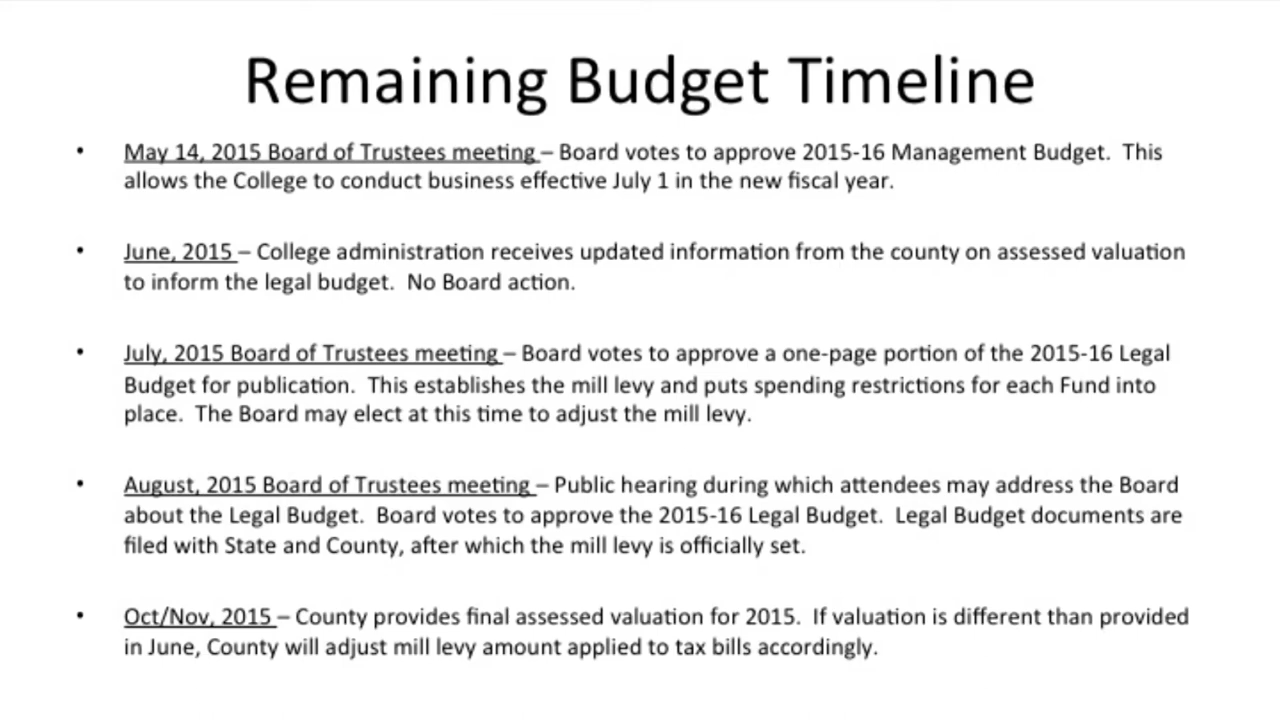 Remaining Budget Timeline
• May 14, 2015 Board of Trustees meeting – Board votes to approve 2015-16 Management Budget.  This
allows the College to conduct business effective July 1 in the new fiscal year.
• June, 2015 – College administration receives updated information from the county on assessed valuation
to inform the legal budget.  No Board action.
• July, 2015 Board of Trustees meeting – Board votes to approve a one-page portion of the 2015-16 Legal
Budget for publication.  This establishes the mill levy and puts spending restrictions for each Fund into
place.  The Board may elect at this time to adjust the mill levy.
• August, 2015 Board of Trustees meeting – Public hearing during which attendees may address the Board
about the Legal Budget.  Board votes to approve the 2015-16 Legal Budget.  Legal Budget documents are
filed with State and County, after which the mill levy is officially set.
• Oct/Nov, 2015 – County provides final assessed valuation for 2015.  If valuation is different than provided
in June, County will adjust mill levy amount applied to tax bills accordingly.